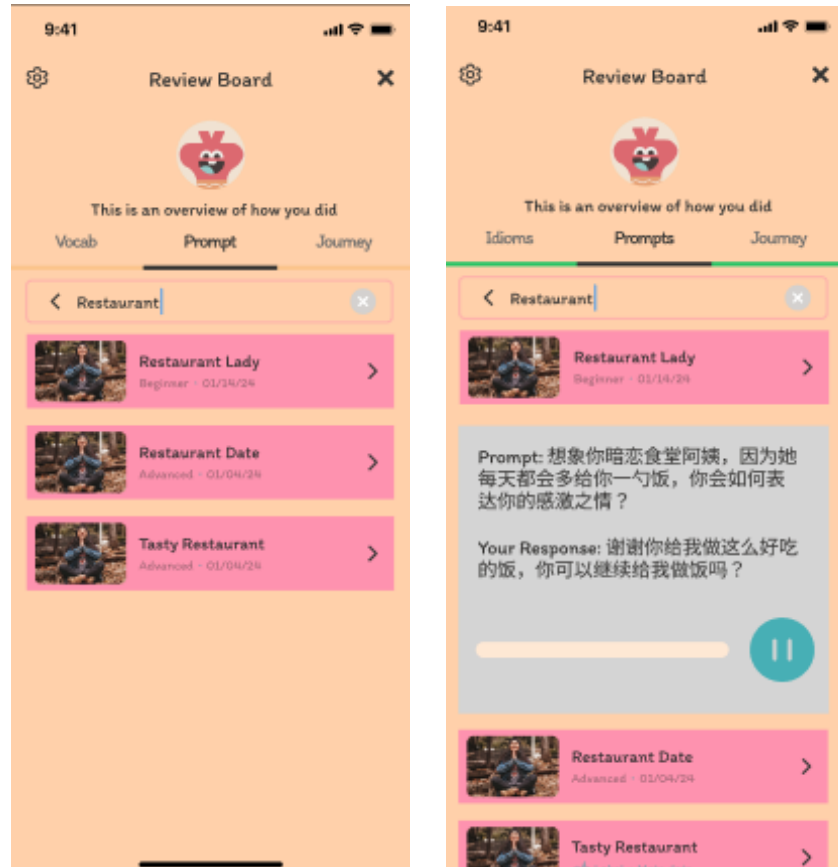 9:41
Review Board
This is an overview of how you did
Vocab Prompt Journey
Restaurant
Restaurant Lady
Beginner · 01/14/24
Restaurant Date
Advanced · 01/04/24
Tasty Restaurant
Advanced · 01/04/24
9:41
Review Board
This is an overview of how you did
Idioms Prompts Journey
Restaurant
Restaurant Lady
Beginner · 01/14/24
Prompt: 想象你暗恋食堂阿姨，因为她
每天都会多给你一勺饭，你会如何表
达你的感激之情？
Your Response: 谢谢你给我做这么好吃
的饭，你可以继续给我做饭吗？
Restaurant Date
Advanced · 01/04/24
Tasty Restaurant